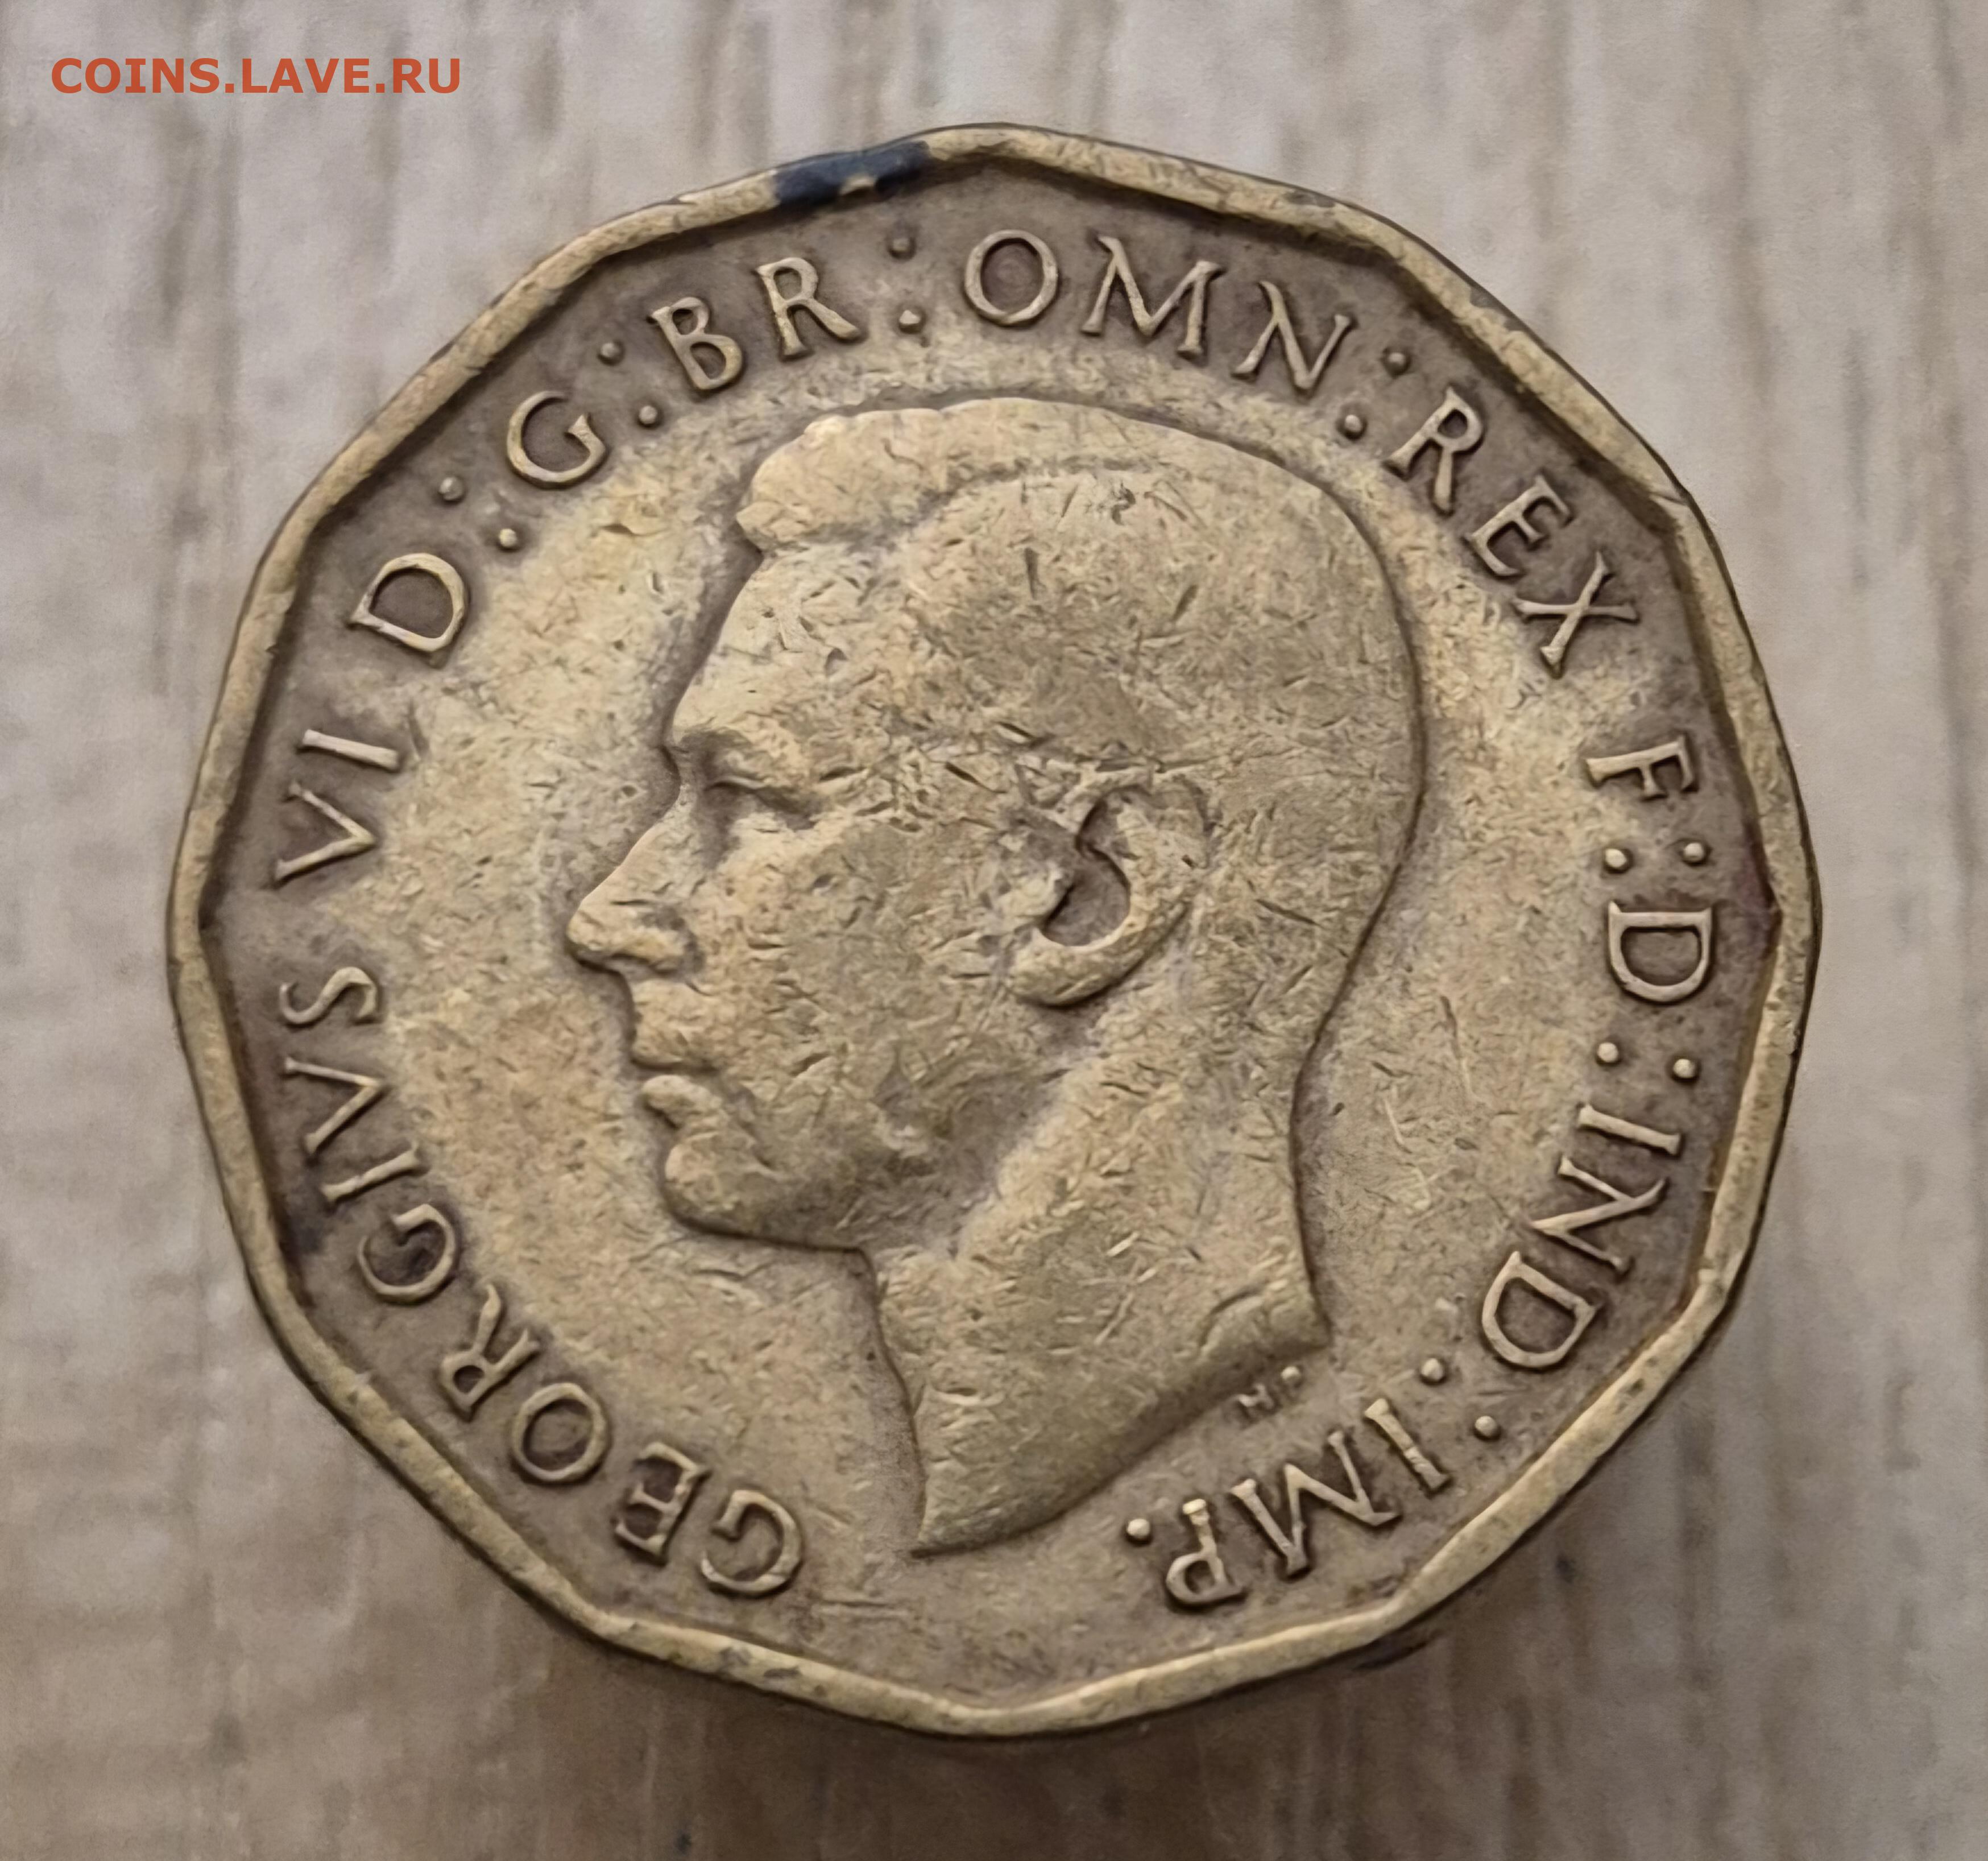 COINS.LAVE.RU
GEORGIVS VI D:G:BR:OMN:REX F:D:IND:IMP.